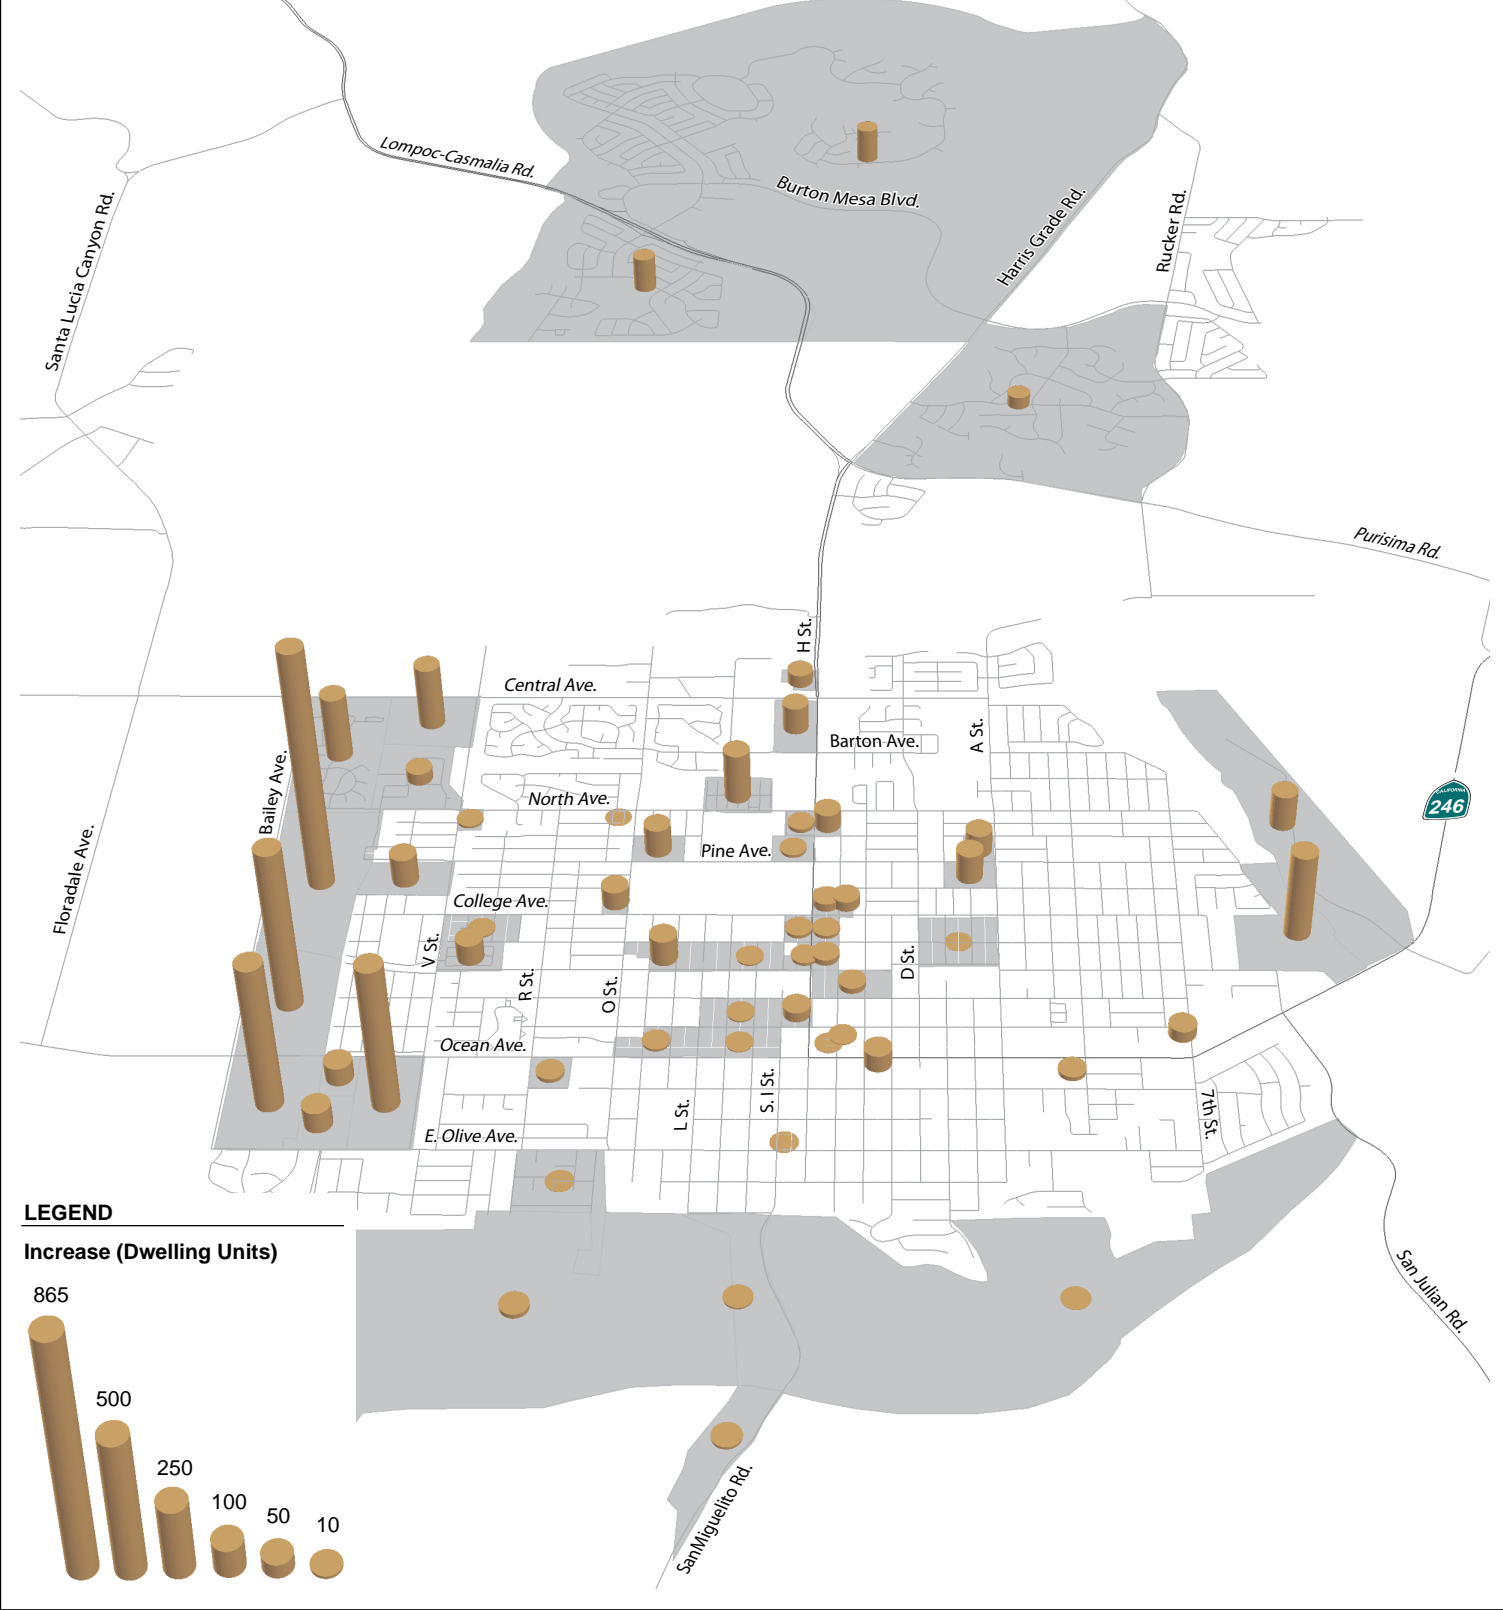 Lompoc-Casmalia Rd.
Burton Mesa Blvd.
Harris Grade Rd.
Rucker Rd.
Santa Lucia Canyon Rd.
Purisima Rd.
H St.
Central Ave.
Barton Ave.
A St.
Bailey Ave.
North Ave.
CALIFORNIA
246
Floradale Ave.
Pine Ave.
College Ave.
V St.
D St.
R St.
O St.
Ocean Ave.
S. I St.
L St.
7th St.
E. Olive Ave.
LEGEND
Increase (Dwelling Units)
865
500
250
100
50
10
San Julian Rd.
SanMiguelito Rd.